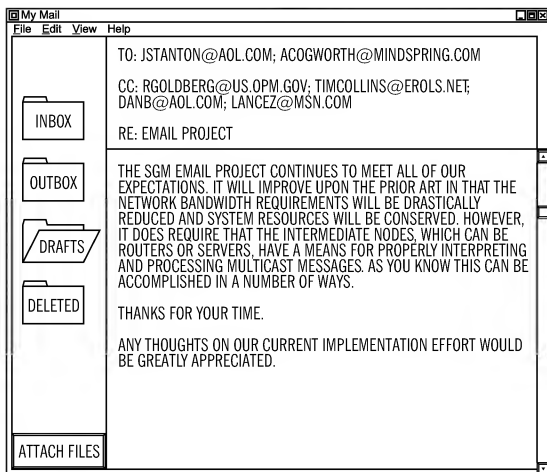 My Mail
File Edit View Help
TO: JSTANTON@AOL.COM; ACOGWORTH@MINDSPRING.COM
CC: RGOLDBERG@US.OPM.GOV; TIMCOLLINS@EROLS.NET;
DANB@AOL.COM; LANCEZ@MSN.COM
RE: EMAIL PROJECT
INBOX
OUTBOX
DRAFTS
DELETED
ATTACH FILES
THE SGM EMAIL PROJECT CONTINUES TO MEET ALL OF OUR
EXPECTATIONS. IT WILL IMPROVE UPON THE PRIOR ART IN THAT THE
NETWORK BANDWIDTH REQUIREMENTS WILL BE DRASTICALLY
REDUCED AND SYSTEM RESOURCES WILL BE CONSERVED. HOWEVER,
IT DOES REQUIRE THAT THE INTERMEDIATE NODES, WHICH CAN BE
ROUTERS OR SERVERS, HAVE A MEANS FOR PROPERLY INTERPRETING
AND PROCESSING MULTICAST MESSAGES. AS YOU KNOW THIS CAN BE
ACCOMPLISHED IN A NUMBER OF WAYS.
THANKS FOR YOUR TIME.
ANY THOUGHTS ON OUR CURRENT IMPLEMENTATION EFFORT WOULD
BE GREATLY APPRECIATED.